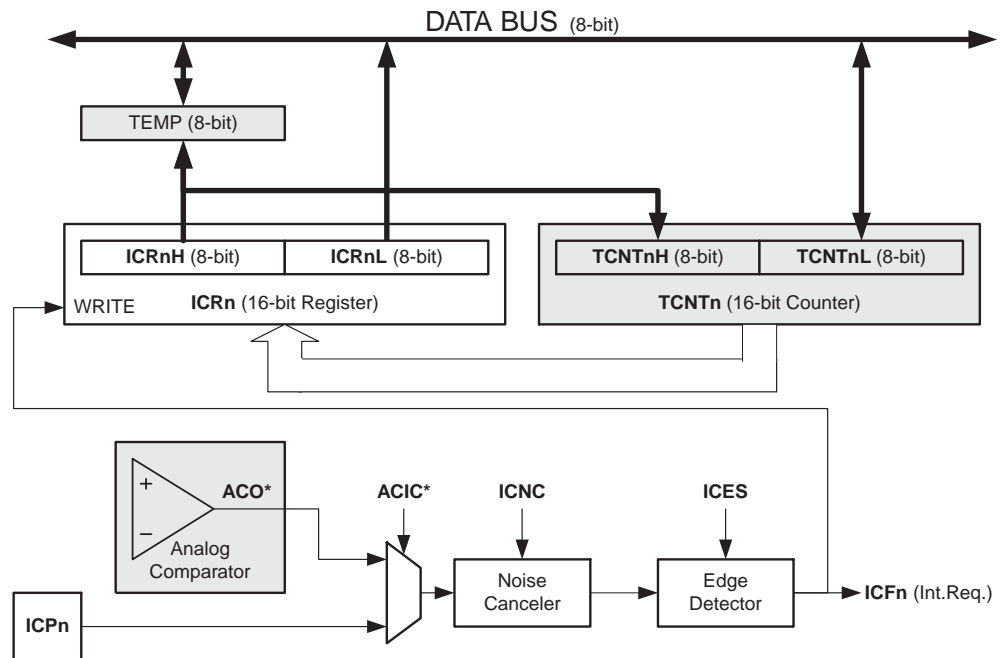 DATA BUS (8-bit)
TEMP (8-bit)
ICRnH (8-bit)
ICRnL (8-bit)
TCNTnH (8-bit)
TCNTnL (8-bit)
WRITE
ICRn (16-bit Register)
TCNTn (16-bit Counter)
+
−
ACO*
Analog
Comparator
ACIC*
ICNC
ICES
Noise
Canceler
Edge
Detector
ICFn (Int.Req.)
ICPn